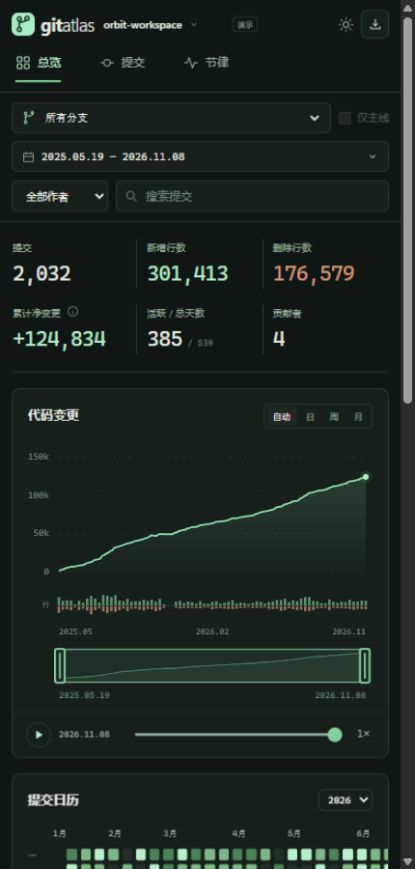 gitatlas orbit-workspace 演示
总览 提交 节律
所有分支 仅主线
2025.05.19 — 2026.11.08
全部作者 搜索提交
提交 新增行数 删除行数
2,032 301,413 176,579
累计净变更 活跃 / 总天数 贡献者
+124,834 385 / 539 4
代码变更 自动 日 周 月
150k
100k
50k
0
行
2025.05 2026.02 2026.11
2025.05.19 2026.11.08
2026.11.08 1×
提交日历 2026
1月 2月 3月 4月 5月 6月
一